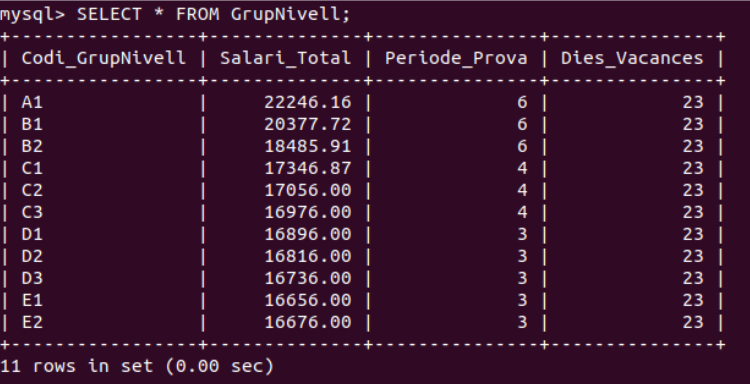 mysql> SELECT * FROM GrupNivell;
+-----------------+--------------+---------------+---------------+
| Codi_GrupNivell | Salari_Total | Periode_Prova | Dies_Vacances |
+-----------------+--------------+---------------+---------------+
| A1              |     22246.16 |             6 |            23 |
| B1              |     20377.72 |             6 |            23 |
| B2              |     18485.91 |             6 |            23 |
| C1              |     17346.87 |             4 |            23 |
| C2              |     17056.00 |             4 |            23 |
| C3              |     16976.00 |             4 |            23 |
| D1              |     16896.00 |             3 |            23 |
| D2              |     16816.00 |             3 |            23 |
| D3              |     16736.00 |             3 |            23 |
| E1              |     16656.00 |             3 |            23 |
| E2              |     16676.00 |             3 |            23 |
+-----------------+--------------+---------------+---------------+
11 rows in set (0.00 sec)